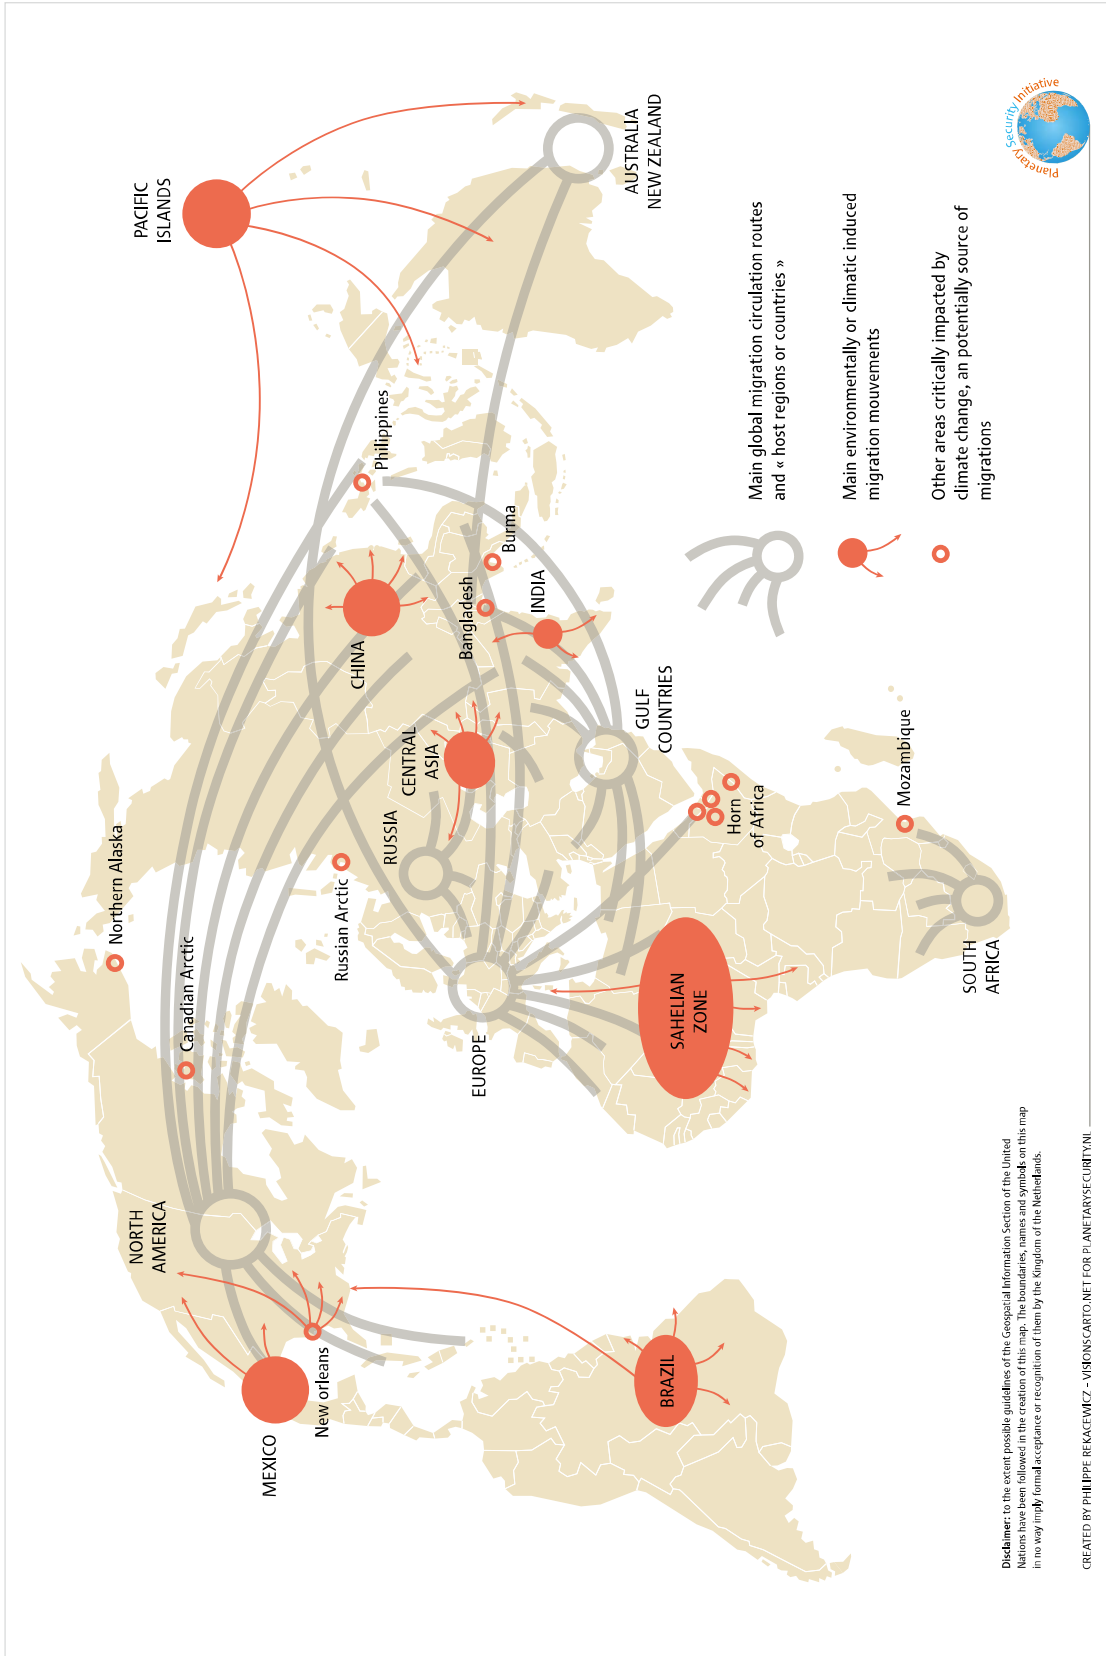 Northern Alaska
Canadian Arctic
Russian Arctic
NORTH
AMERICA
New orleans
MEXICO
BRAZIL
EUROPE
RUSSIA
CENTRAL
ASIA
CHINA
Bangladesh
Burma
INDIA
Philippines
PACIFIC
ISLANDS
AUSTRALIA
NEW ZEALAND
GULF
COUNTRIES
Horn
of Africa
SAHELIAN
ZONE
Mozambique
SOUTH
AFRICA
Main global migration circulation routes
and « host regions or countries »
Main environmentally or climatic induced
migration mouvements
Other areas critically impacted by
climate change, an potentially source of
migrations
Planetary Security Initiative
Disclaimer: to the extent possible guidelines of the Geospatial Information Section of the United
Nations have been followed in the creation of this map. The boundaries, names and symbols on this map
in no way imply formal acceptance or recognition of them by the Kingdom of the Netherlands.
CREATED BY PHILIPPE REKACEWICZ - VISIONSCARTO.NET FOR PLANETARYSECURITY.NL